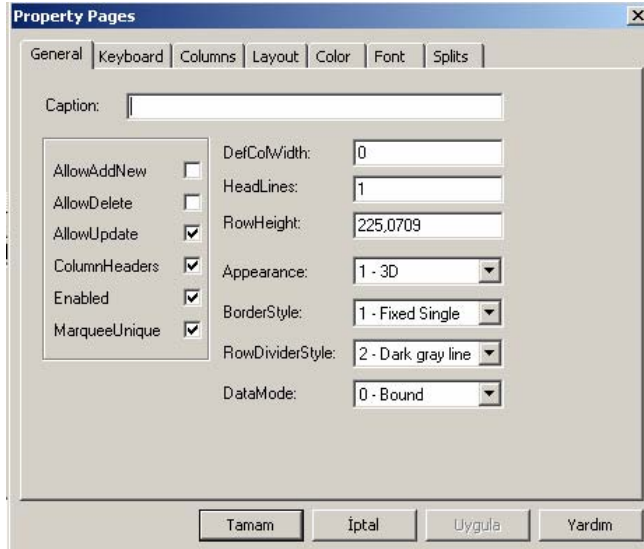 Property Pages
General Keyboard Columns Layout Color Font Splits
Caption:
AllowAddNew
AllowDelete
AllowUpdate
ColumnHeaders
Enabled
MarqueeUnique
DefColWidth: 0
HeadLines: 1
RowHeight: 225,0709
Appearance: 1 - 3D
BorderStyle: 1 - Fixed Single
RowDividerStyle: 2 - Dark gray line
DataMode: 0 - Bound
Tamam İptal Uygula Yardım